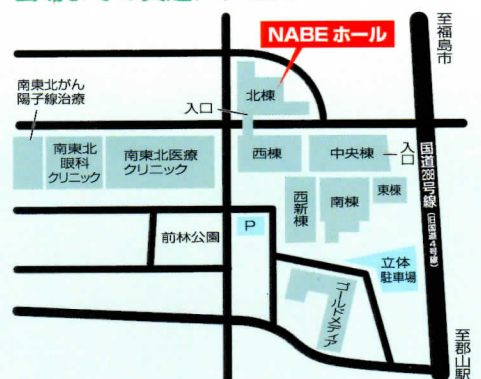 NABE ホール
至福島市
南東北がん
陽子線治療
北棟
入口
南東北
眼科
クリニック
南東北医療
クリニック
西棟
中央棟
入口
国道288号線(旧国道4号線)
西新棟
南棟
東棟
前林公園
P
立体
駐車場
ゴールドメディア
至郡山駅